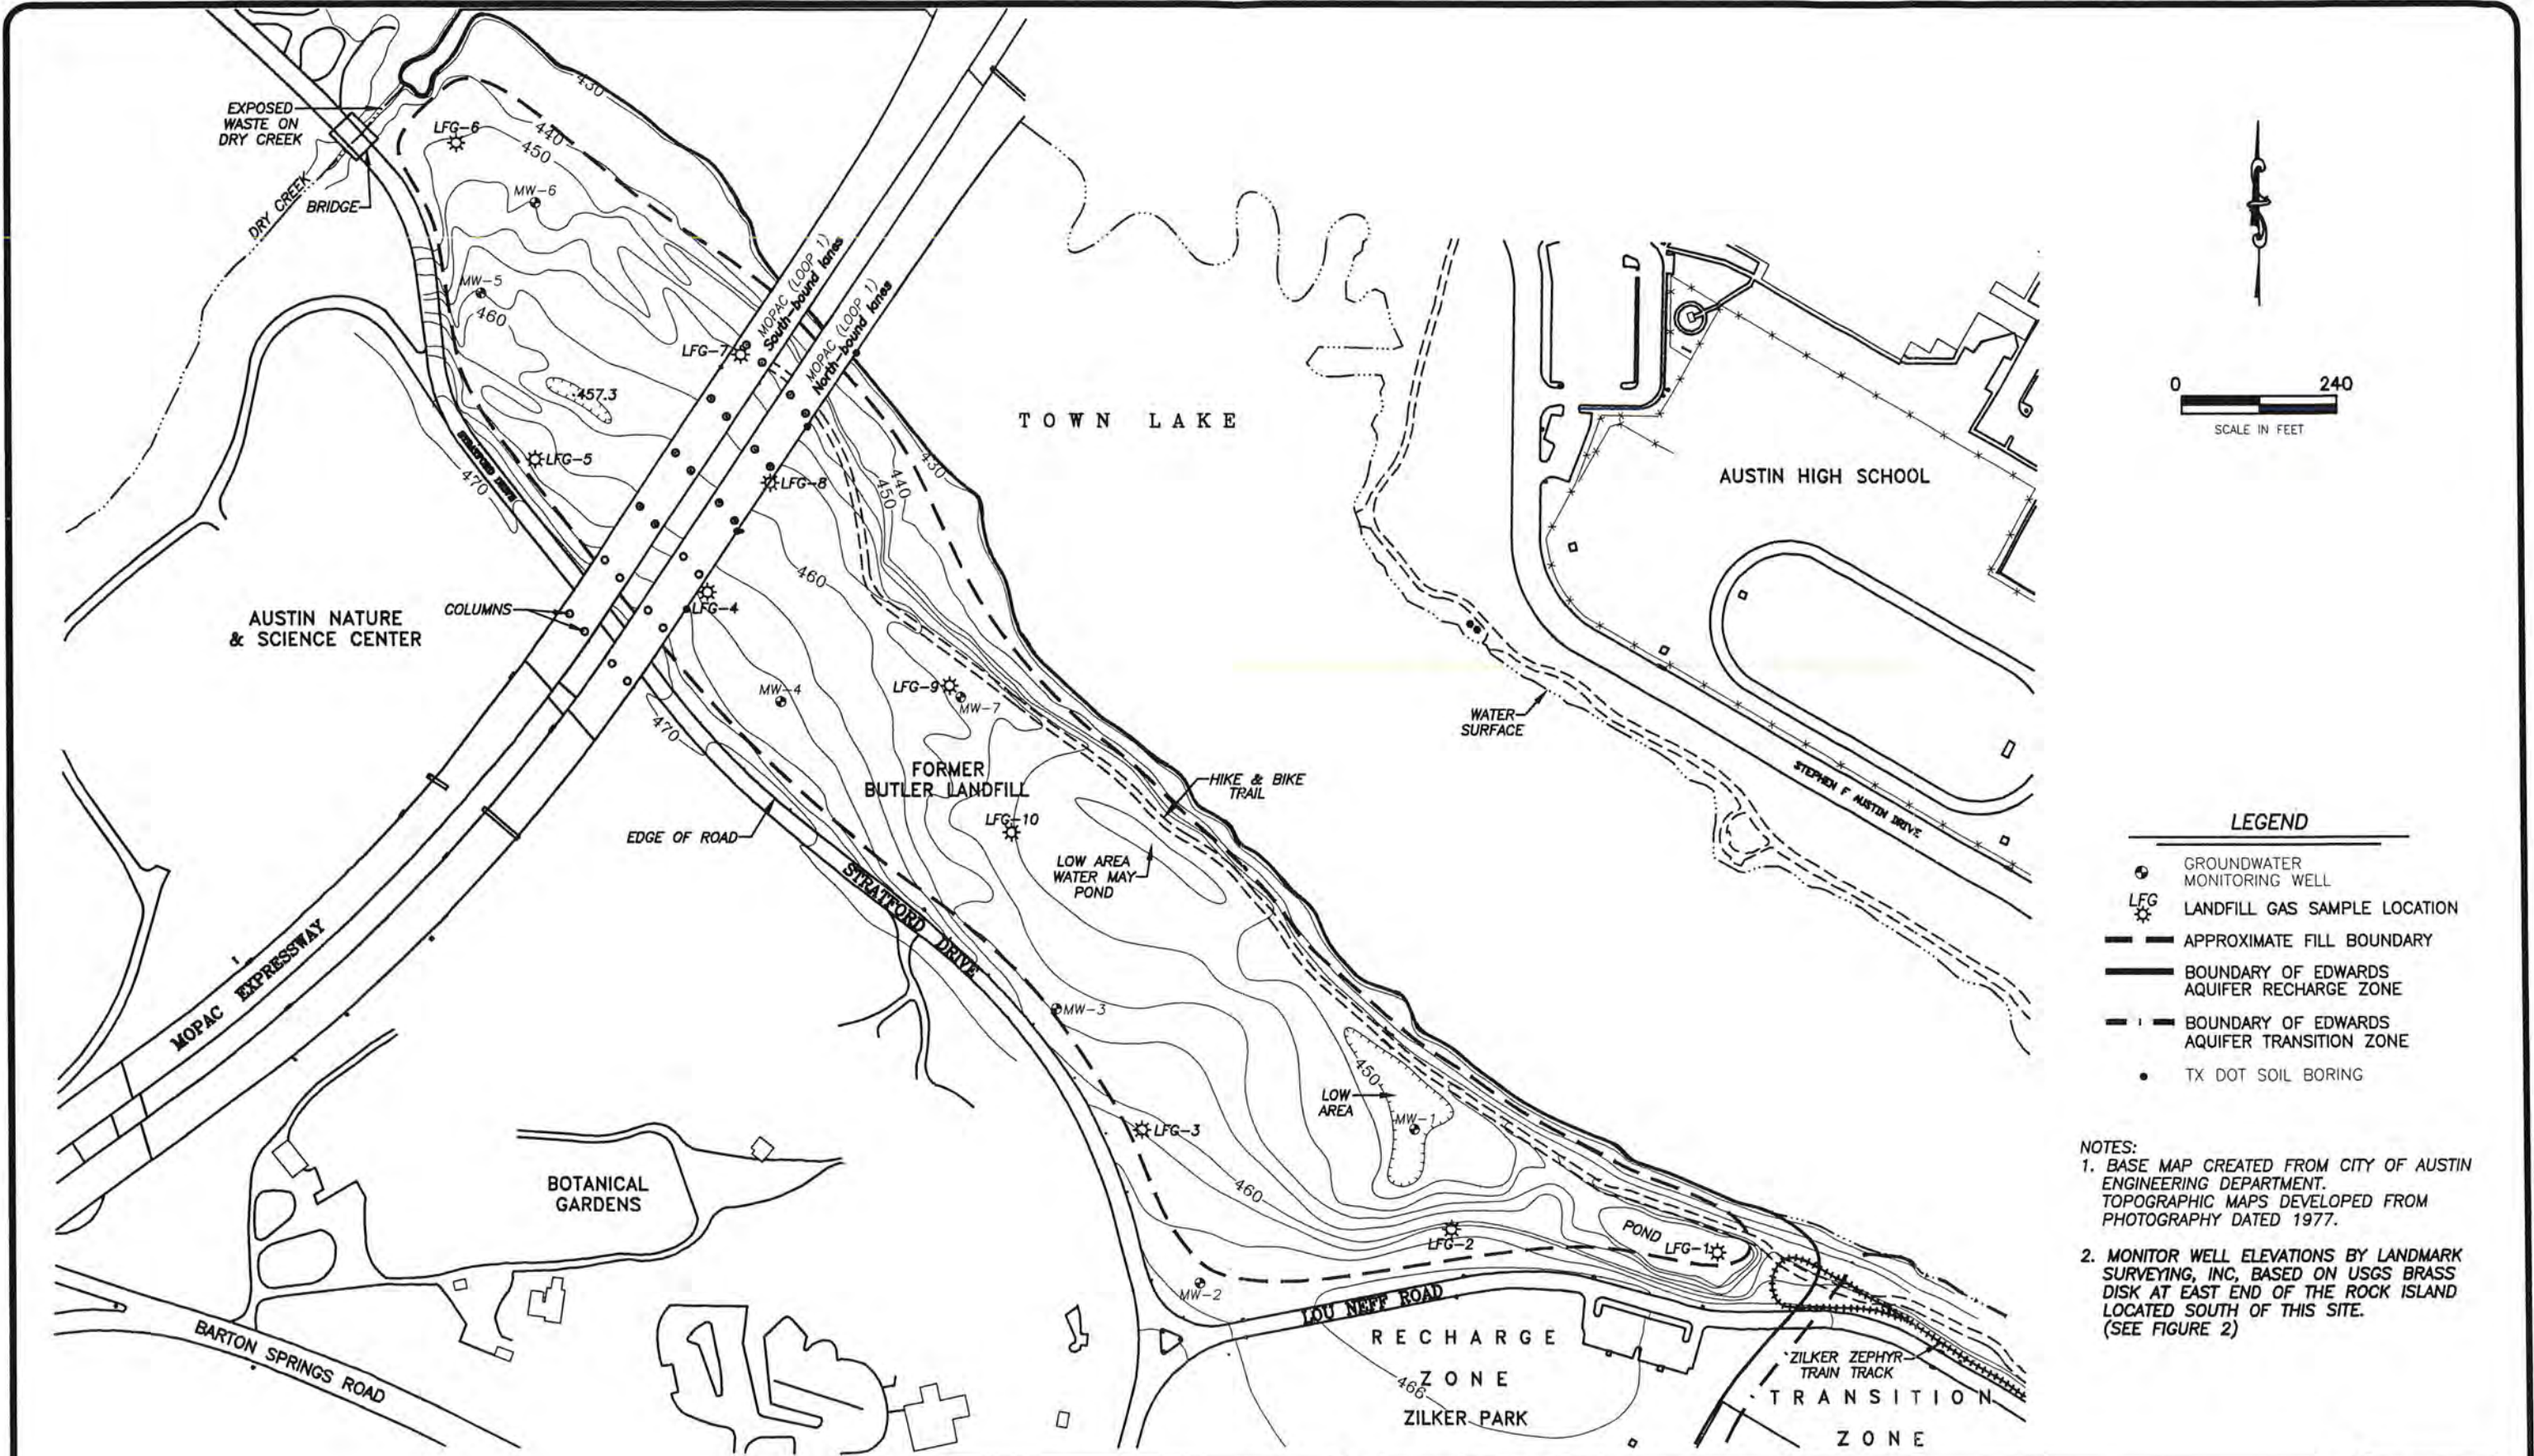 430
EXPOSED
WASTE ON
DRY CREEK
LFG-6
440
450
MW-6
BRIDGE
DRY CREEK
MW-5
460
LFG-7
MOPAC (LOOP 1)
South-bound lanes
MOPAC (LOOP 1)
North-bound lanes
457.3
0 240
SCALE IN FEET
TOWN LAKE
STRATFORD DRIVE
LFG-5
470
430
440
450
LFG-8
AUSTIN HIGH SCHOOL
460
AUSTIN NATURE
& SCIENCE CENTER
COLUMNS
LFG-4
MW-4
LFG-9
MW-7
470
WATER
SURFACE
FORMER
BUTLER LANDFILL
HIKE & BIKE
TRAIL
STEPHEN F AUSTIN DRIVE
LFG-10
EDGE OF ROAD
LOW AREA
WATER MAY
POND
STRATFORD DRIVE
MOPAC EXPRESSWAY
MW-3
450
LOW
AREA
MW-1
LFG-3
BOTANICAL
GARDENS
460
LFG-2
POND
LFG-1
MW-2
LOU NEFF ROAD
BARTON SPRINGS ROAD
RECHARGE
ZONE
466
ZILKER PARK
ZILKER ZEPHYR
TRAIN TRACK
TRANSITION
ZONE
LEGEND
GROUNDWATER
MONITORING WELL
LFG
LANDFILL GAS SAMPLE LOCATION
APPROXIMATE FILL BOUNDARY
BOUNDARY OF EDWARDS
AQUIFER RECHARGE ZONE
BOUNDARY OF EDWARDS
AQUIFER TRANSITION ZONE
TX DOT SOIL BORING
NOTES:
1. BASE MAP CREATED FROM CITY OF AUSTIN
ENGINEERING DEPARTMENT.
TOPOGRAPHIC MAPS DEVELOPED FROM
PHOTOGRAPHY DATED 1977.
2. MONITOR WELL ELEVATIONS BY LANDMARK
SURVEYING, INC, BASED ON USGS BRASS
DISK AT EAST END OF THE ROCK ISLAND
LOCATED SOUTH OF THIS SITE.
(SEE FIGURE 2)